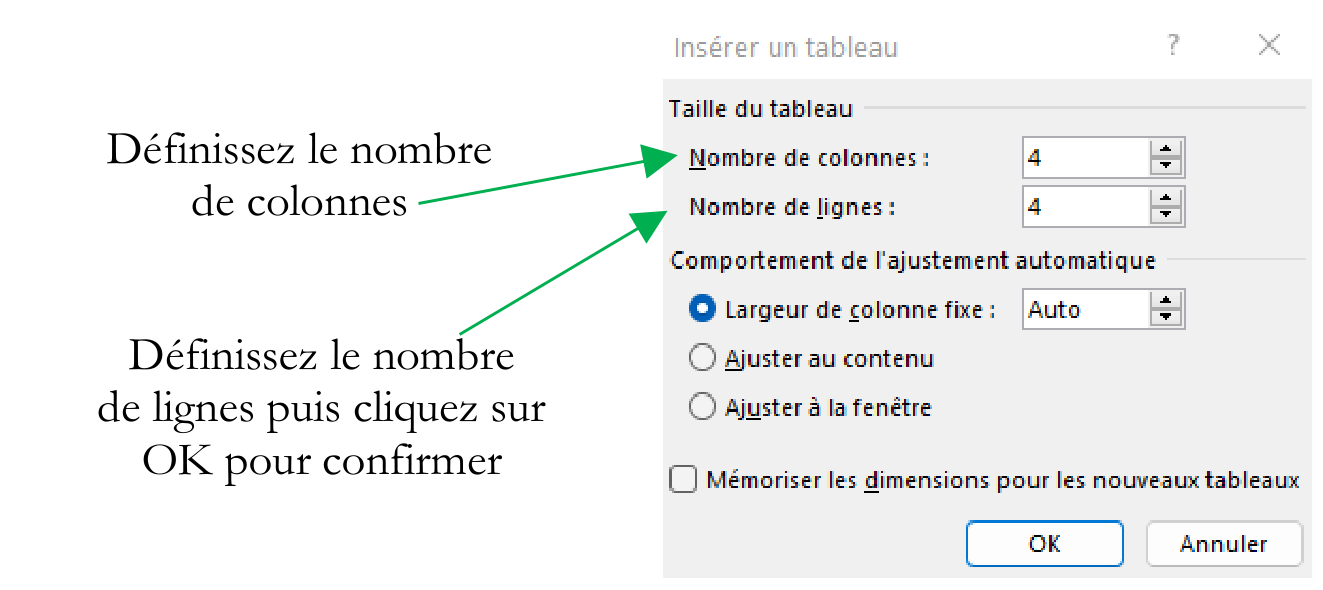 Insérer un tableau ?
Taille du tableau
Définissez le nombre
de colonnes
Nombre de colonnes : 4
Nombre de lignes : 4
Comportement de l'ajustement automatique
Largeur de colonne fixe : Auto
Définissez le nombre
de lignes puis cliquez sur
OK pour confirmer
Ajuster au contenu
Ajuster à la fenêtre
Mémoriser les dimensions pour les nouveaux tableaux
OK Annuler